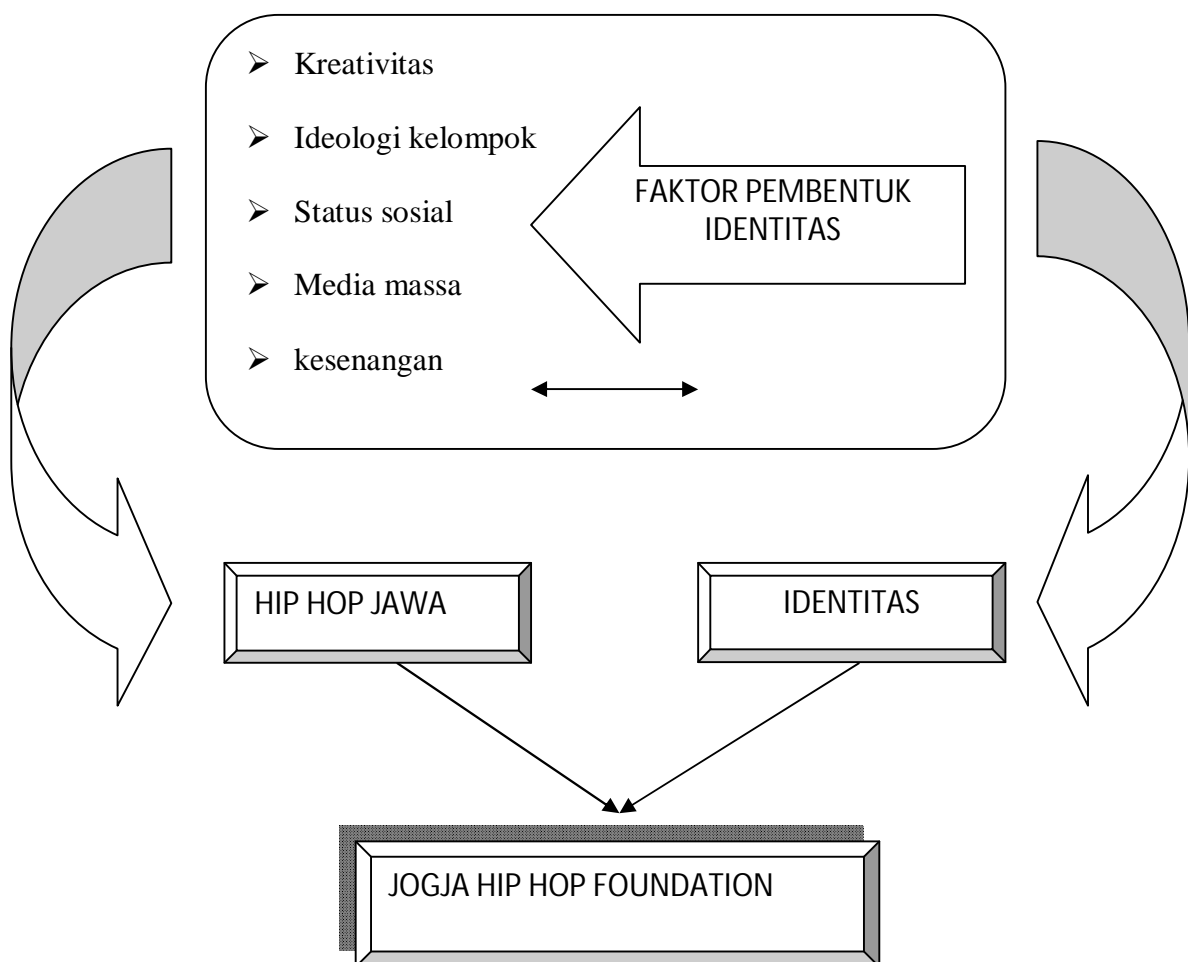 Kreativitas
Ideologi kelompok
Status sosial
Media massa
kesenangan
FAKTOR PEMBENTUK
IDENTITAS
HIP HOP JAWA
IDENTITAS
JOGJA HIP HOP FOUNDATION